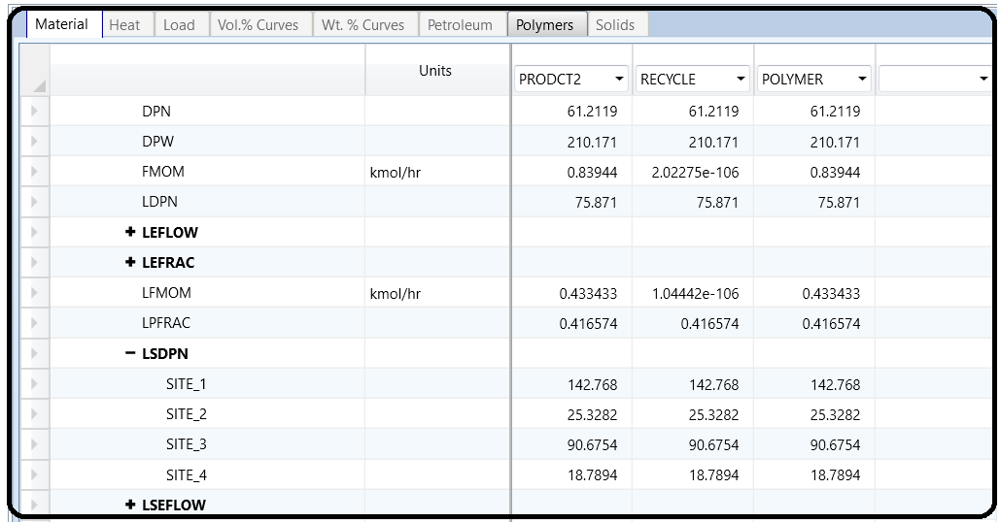 Material Heat Load Vol.% Curves Wt. % Curves Petroleum Polymers Solids
Units PRODCT2 RECYCLE POLYMER
DPN 61.2119 61.2119 61.2119
DPW 210.171 210.171 210.171
FMOM kmol/hr 0.83944 2.02275e-106 0.83944
LDPN 75.871 75.871 75.871
+ LEFLOW
+ LEFRAC
LFMOM kmol/hr 0.433433 1.04442e-106 0.433433
LPFRAC 0.416574 0.416574 0.416574
− LSDPN
SITE_1 142.768 142.768 142.768
SITE_2 25.3282 25.3282 25.3282
SITE_3 90.6754 90.6754 90.6754
SITE_4 18.7894 18.7894 18.7894
+ LSEFLOW